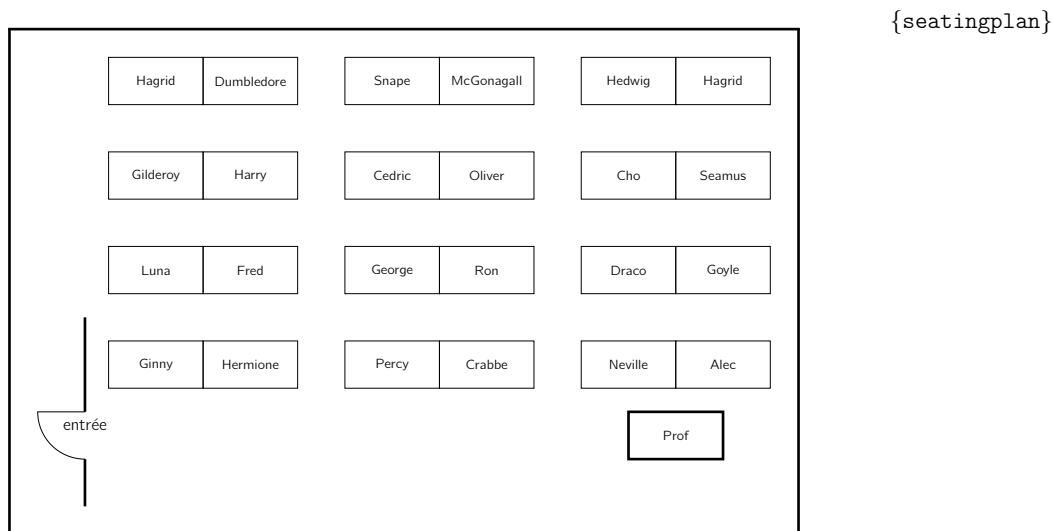 {seatingplan}
Hagrid Dumbledore Snape McGonagall Hedwig Hagrid
Gilderoy Harry Cedric Oliver Cho Seamus
Luna Fred George Ron Draco Goyle
Ginny Hermione Percy Crabbe Neville Alec
entrée
Prof